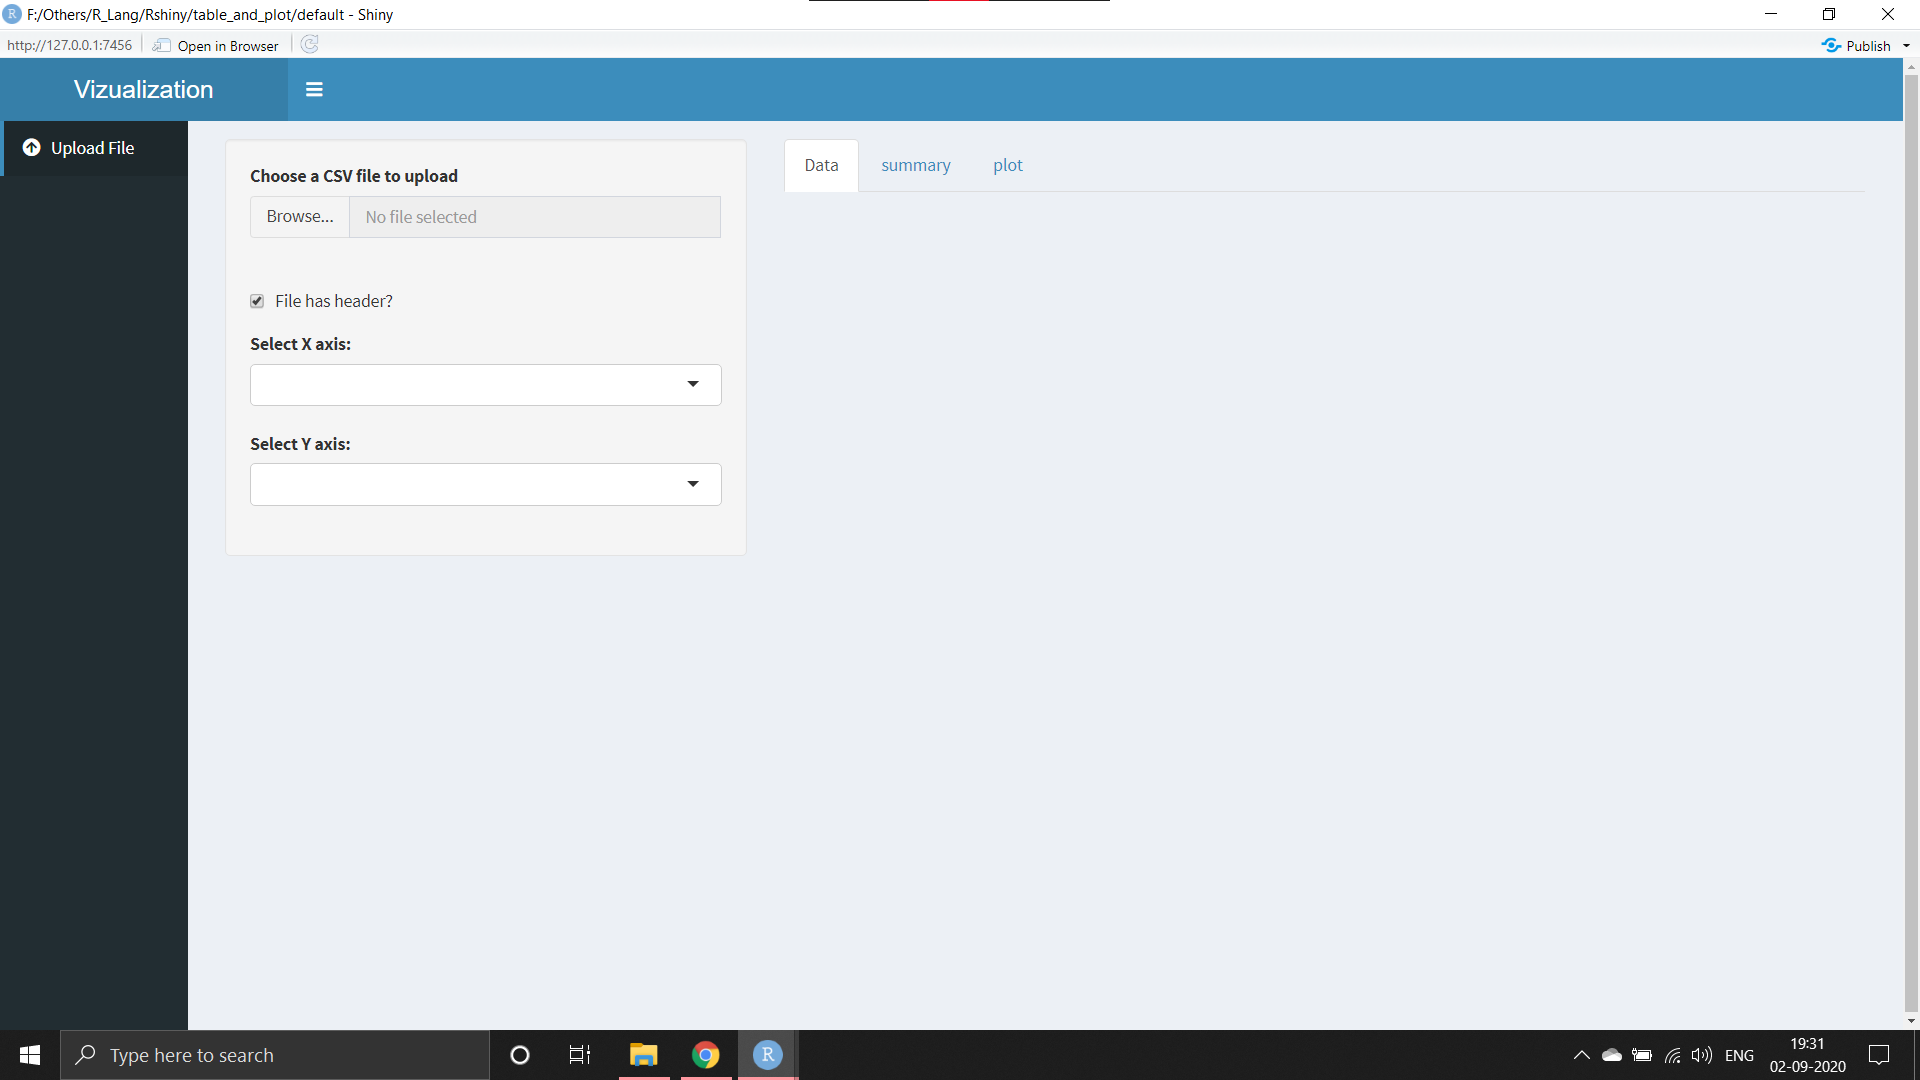 R F:/Others/R_Lang/Rshiny/table_and_plot/default - Shiny
http://127.0.0.1:7456 Open in Browser Publish
Vizualization
Upload File
Choose a CSV file to upload
Browse... No file selected
File has header?
Select X axis:
Select Y axis:
Data summary plot
Type here to search
R
ENG
19:31
02-09-2020